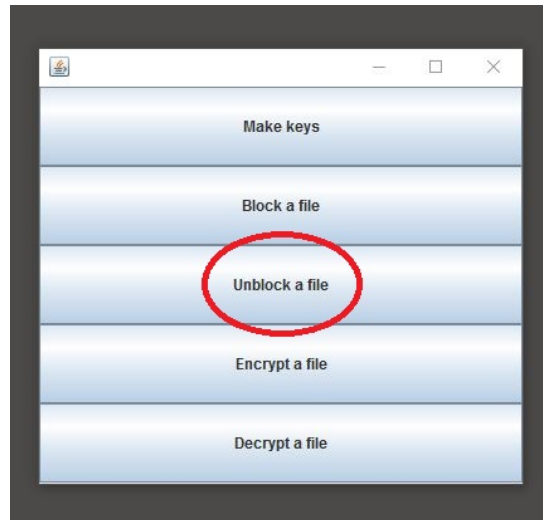 Make keys
Block a file
Unblock a file
Encrypt a file
Decrypt a file